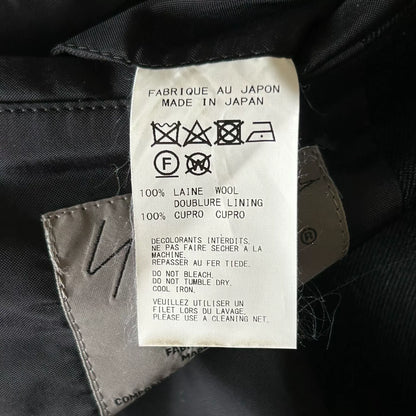 FABRIQUE AU JAPON
MADE IN JAPAN
F
W
100% LAINE WOOL
DOUBLURE LINING
100% CUPRO CUPRO
DECOLORANTS INTERDITS.
NE PAS FAIRE SECHER A LA
MACHINE.
REPASSER AU FER TIEDE.
DO NOT BLEACH.
DO NOT TUMBLE DRY.
COOL IRON.
VEUILLEZ UTILISER UN
FILET LORS DU LAVAGE.
PLEASE USE A CLEANING NET.
®